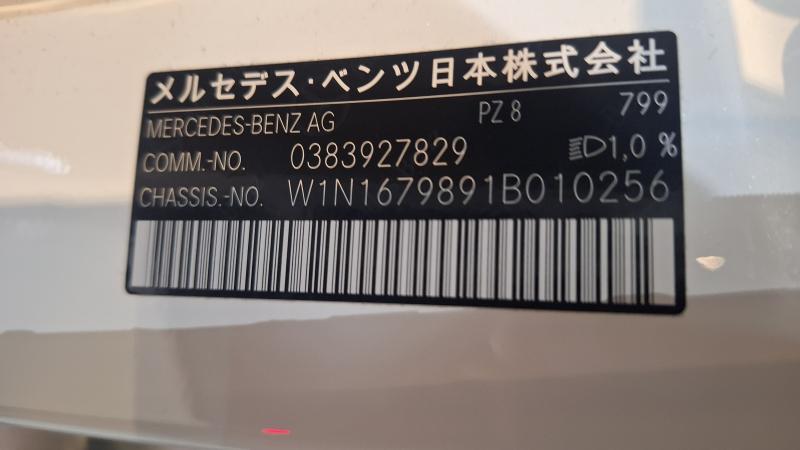 メルセデス・ベンツ日本株式会社
MERCEDES-BENZ AG PZ 8 799
COMM.-NO. 0383927829 1,0 %
CHASSIS.-NO. W1N1679891B010256